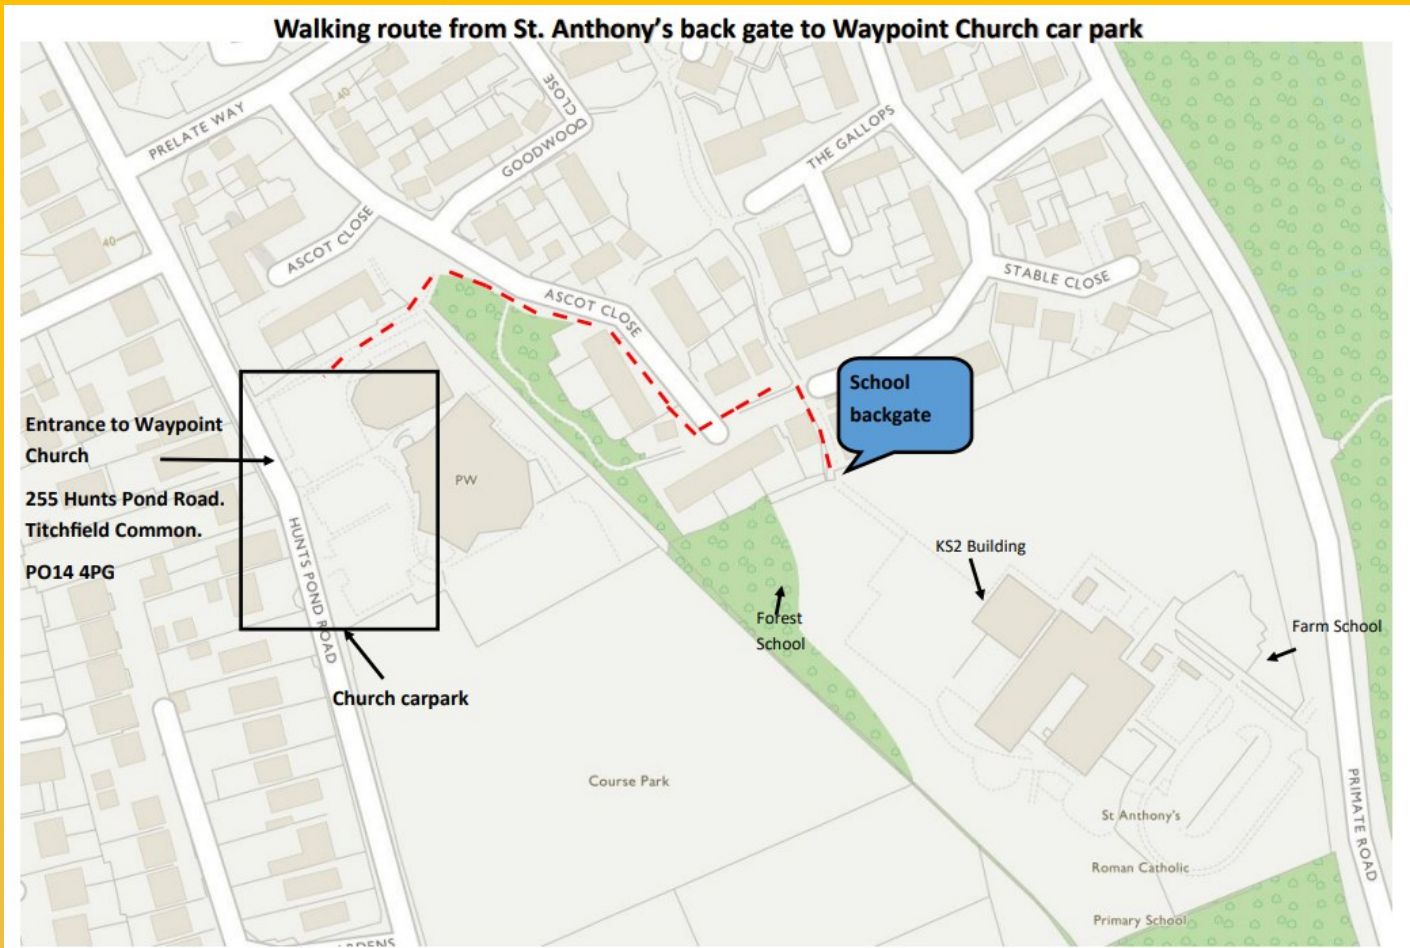 Walking route from St. Anthony's back gate to Waypoint Church car park
PRELATE WAY
40
GOODWOOD CLOSE
THE GALLOPS
40
ASCOT CLOSE
STABLE CLOSE
ASCOT CLOSE
School
backgate
Entrance to Waypoint
Church
255 Hunts Pond Road.
Titchfield Common.
PO14 4PG
PW
HUNTS POND ROAD
KS2 Building
Forest
School
Farm School
Church carpark
Course Park
PRIMATE ROAD
St Anthony's
Roman Catholic
Primary School